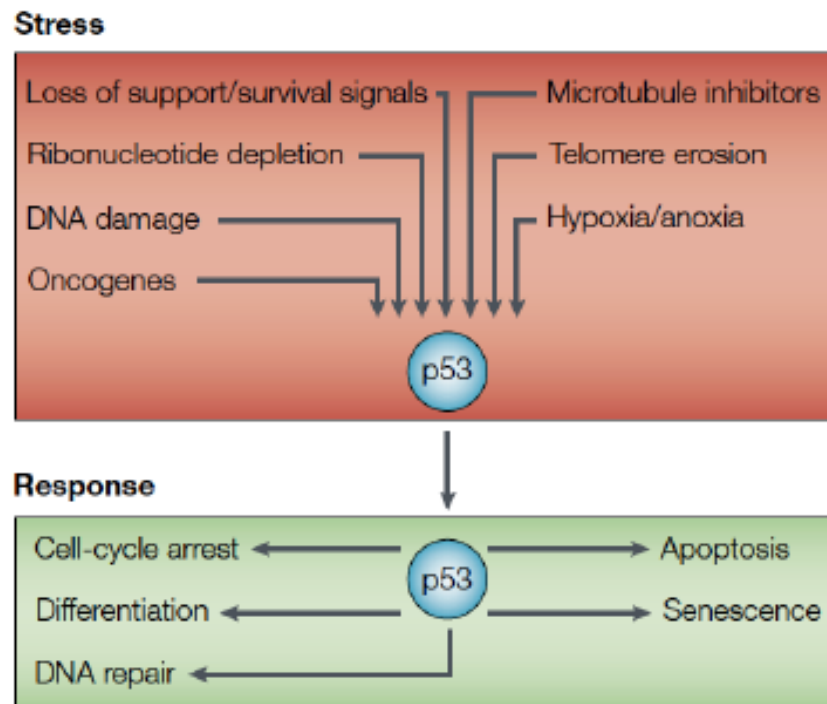 Stress
Loss of support/survival signals
Microtubule inhibitors
Ribonucleotide depletion
Telomere erosion
DNA damage
Hypoxia/anoxia
Oncogenes
p53
Response
Cell-cycle arrest
p53
Apoptosis
Differentiation
Senescence
DNA repair